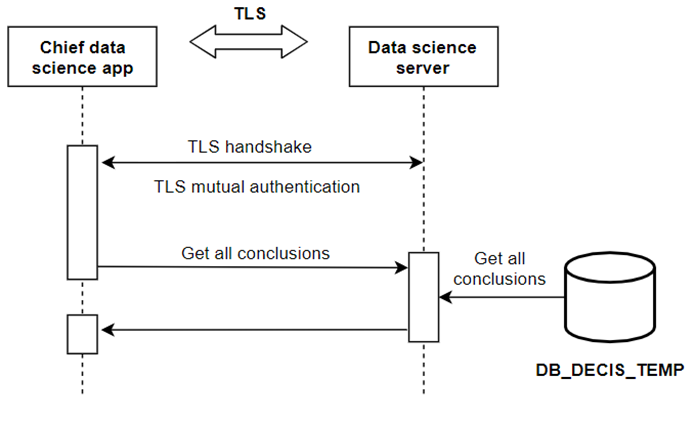 TLS
Chief data
science app
Data science
server
TLS handshake
TLS mutual authentication
Get all conclusions
Get all
conclusions
DB_DECIS_TEMP